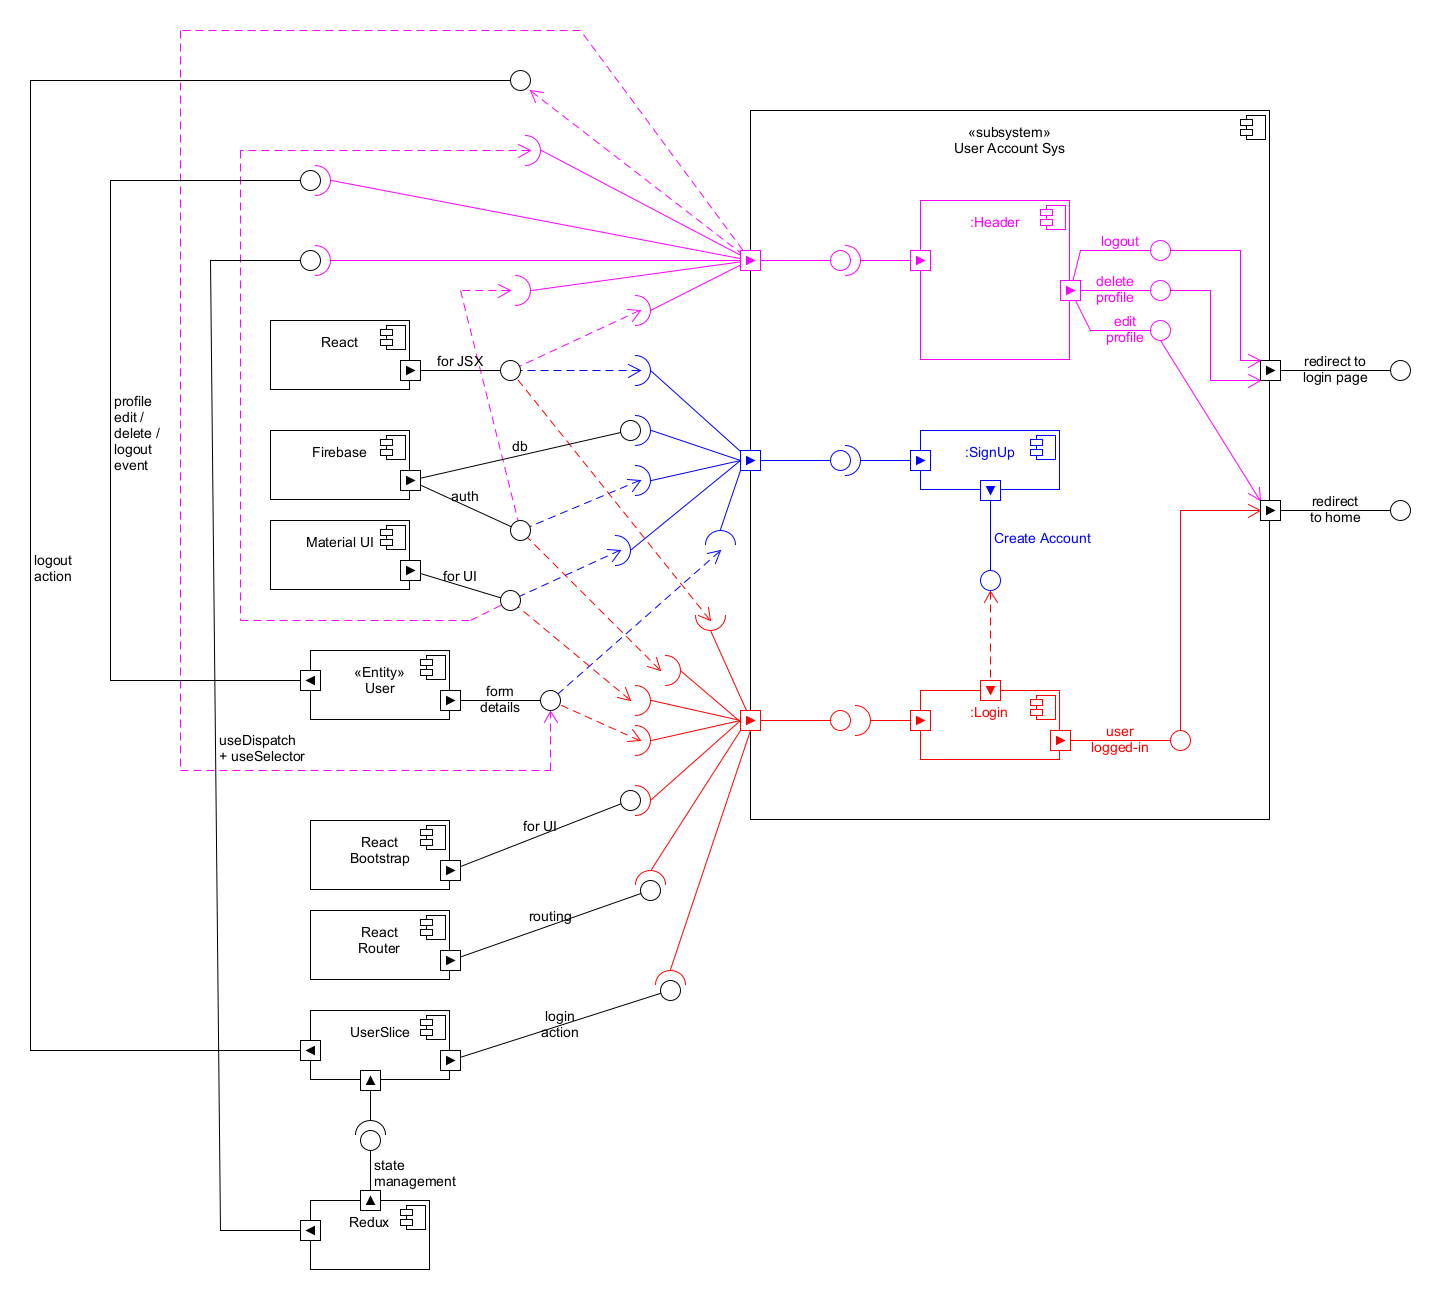 «subsystem»
User Account Sys
:Header
logout
delete
profile
edit
profile
React
for JSX
redirect to
login page
profile
edit /
delete /
logout
event
Firebase
db
auth
:SignUp
redirect
to home
Material UI
for UI
Create Account
logout
action
«Entity»
User
form
details
:Login
user
logged-in
useDispatch
+ useSelector
React
Bootstrap
for UI
React
Router
routing
UserSlice
login
action
state
management
Redux